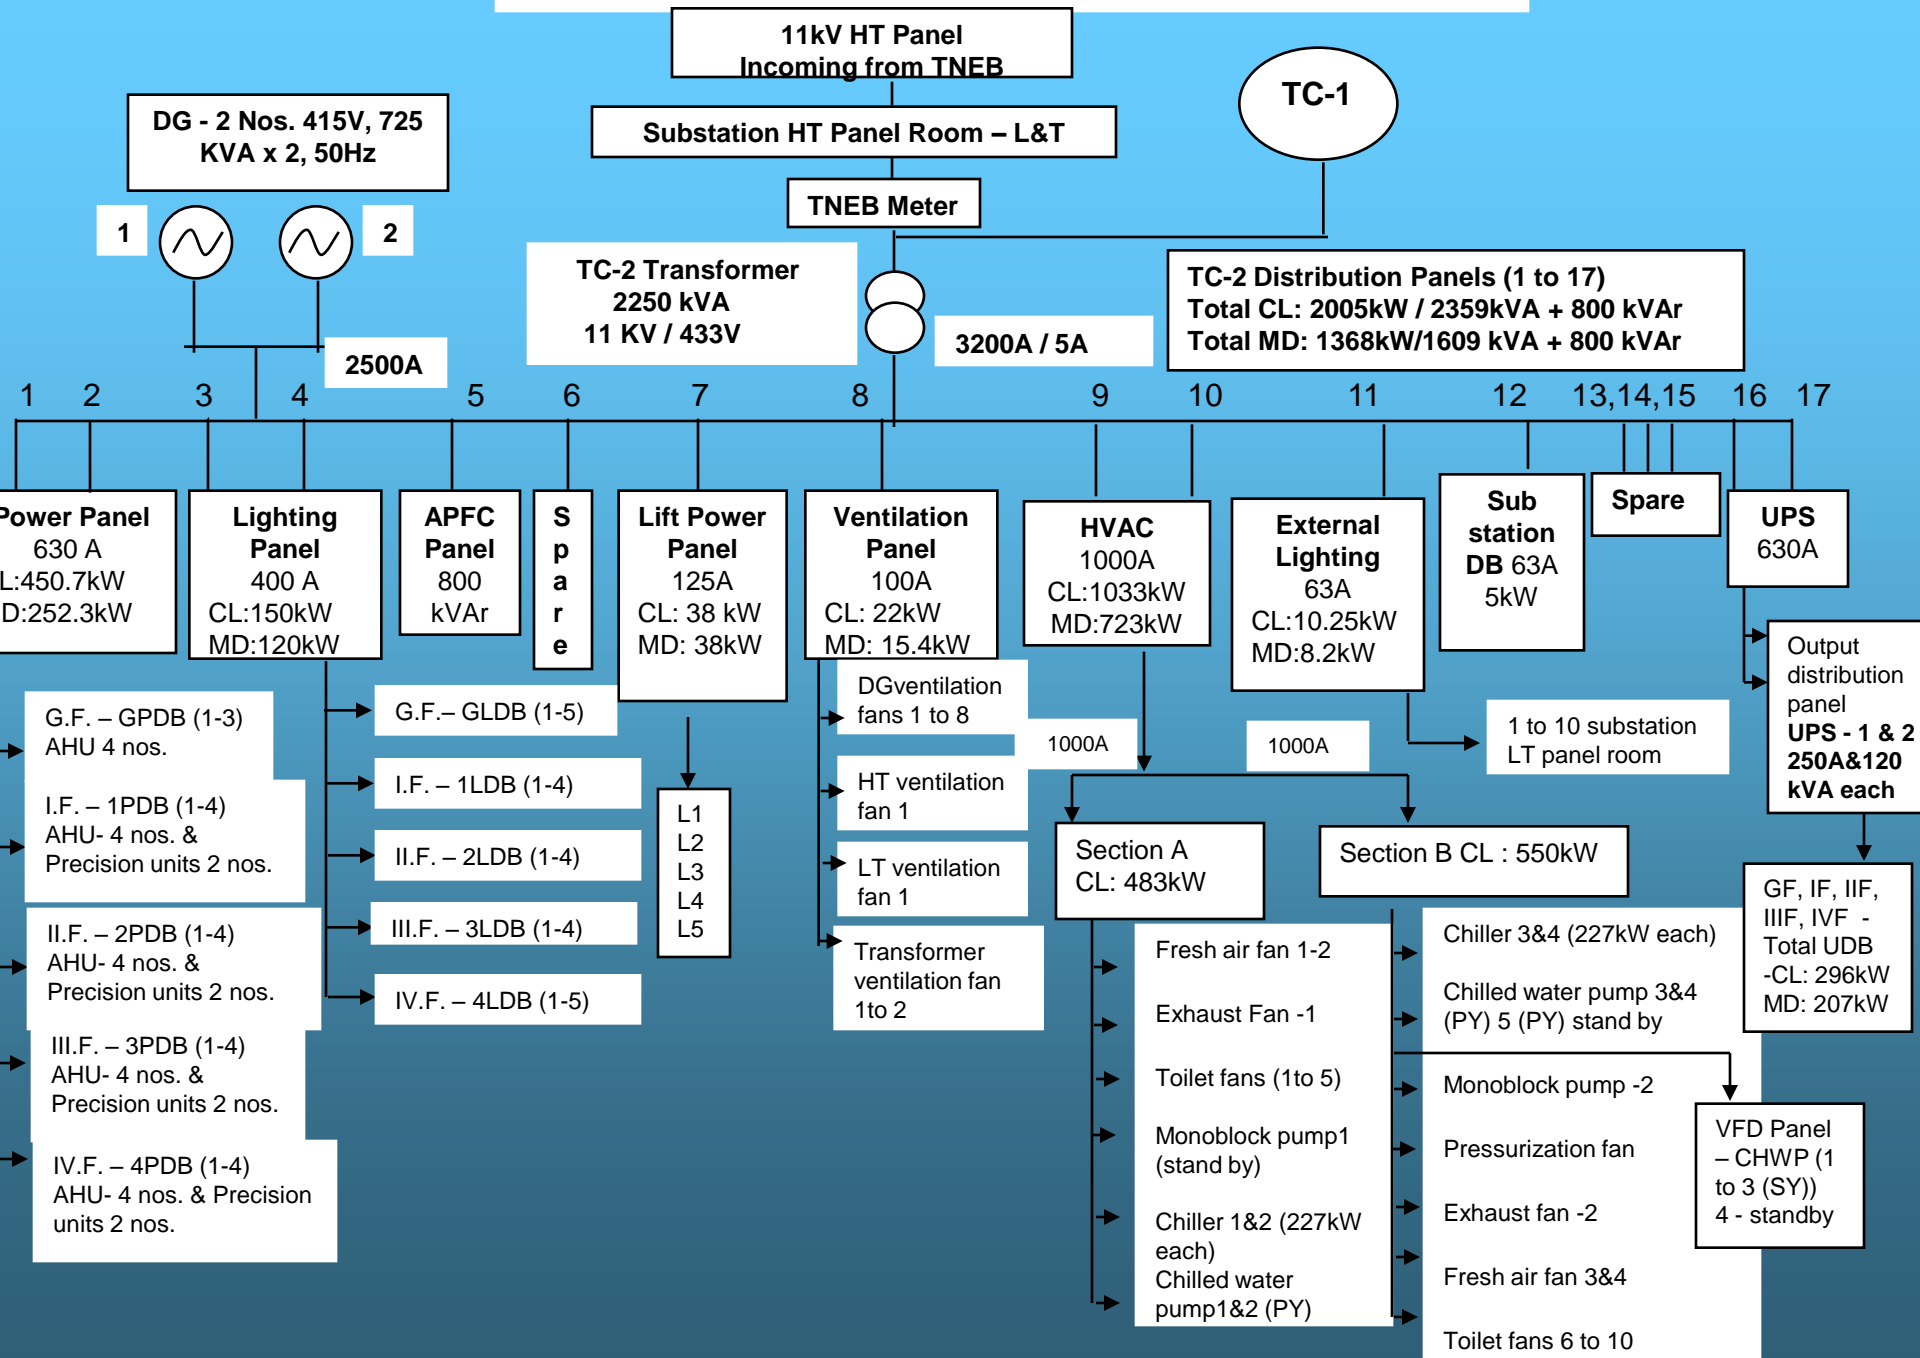 11kV HT Panel
Incoming from TNEB
TC-1
DG - 2 Nos. 415V, 725
KVA x 2, 50Hz
Substation HT Panel Room – L&T
TNEB Meter
1
2
TC-2 Transformer
2250 kVA
11 KV / 433V
3200A / 5A
TC-2 Distribution Panels (1 to 17)
Total CL: 2005kW / 2359kVA + 800 kVAr
Total MD: 1368kW/1609 kVA + 800 kVAr
2500A
1 2 3 4 5 6 7 8 9 10 11 12 13,14,15 16 17
Power Panel
630 A
L:450.7kW
D:252.3kW
Lighting
Panel
400 A
CL:150kW
MD:120kW
APFC
Panel
800
kVAr
S
p
a
r
e
Lift Power
Panel
125A
CL: 38 kW
MD: 38kW
Ventilation
Panel
100A
CL: 22kW
MD: 15.4kW
HVAC
1000A
CL:1033kW
MD:723kW
External
Lighting
63A
CL:10.25kW
MD:8.2kW
Sub
station
DB 63A
5kW
Spare
UPS
630A
G.F. – GPDB (1-3)
AHU 4 nos.
I.F. – 1PDB (1-4)
AHU- 4 nos. &
Precision units 2 nos.
II.F. – 2PDB (1-4)
AHU- 4 nos. &
Precision units 2 nos.
III.F. – 3PDB (1-4)
AHU- 4 nos. &
Precision units 2 nos.
IV.F. – 4PDB (1-4)
AHU- 4 nos. & Precision
units 2 nos.
G.F.– GLDB (1-5)
I.F. – 1LDB (1-4)
II.F. – 2LDB (1-4)
III.F. – 3LDB (1-4)
IV.F. – 4LDB (1-5)
L1
L2
L3
L4
L5
DGventilation
fans 1 to 8
HT ventilation
fan 1
LT ventilation
fan 1
Transformer
ventilation fan
1to 2
1000A
1000A
Section A
CL: 483kW
Section B CL : 550kW
Fresh air fan 1-2
Exhaust Fan -1
Toilet fans (1to 5)
Monoblock pump1
(stand by)
Chiller 1&2 (227kW
each)
Chilled water
pump1&2 (PY)
Chiller 3&4 (227kW each)
Chilled water pump 3&4
(PY) 5 (PY) stand by
Monoblock pump -2
Pressurization fan
Exhaust fan -2
Fresh air fan 3&4
Toilet fans 6 to 10
VFD Panel
– CHWP (1
to 3 (SY))
4 - standby
1 to 10 substation
LT panel room
Output
distribution
panel
UPS - 1 & 2
250A&120
kVA each
GF, IF, IIF,
IIIF, IVF -
Total UDB
-CL: 296kW
MD: 207kW